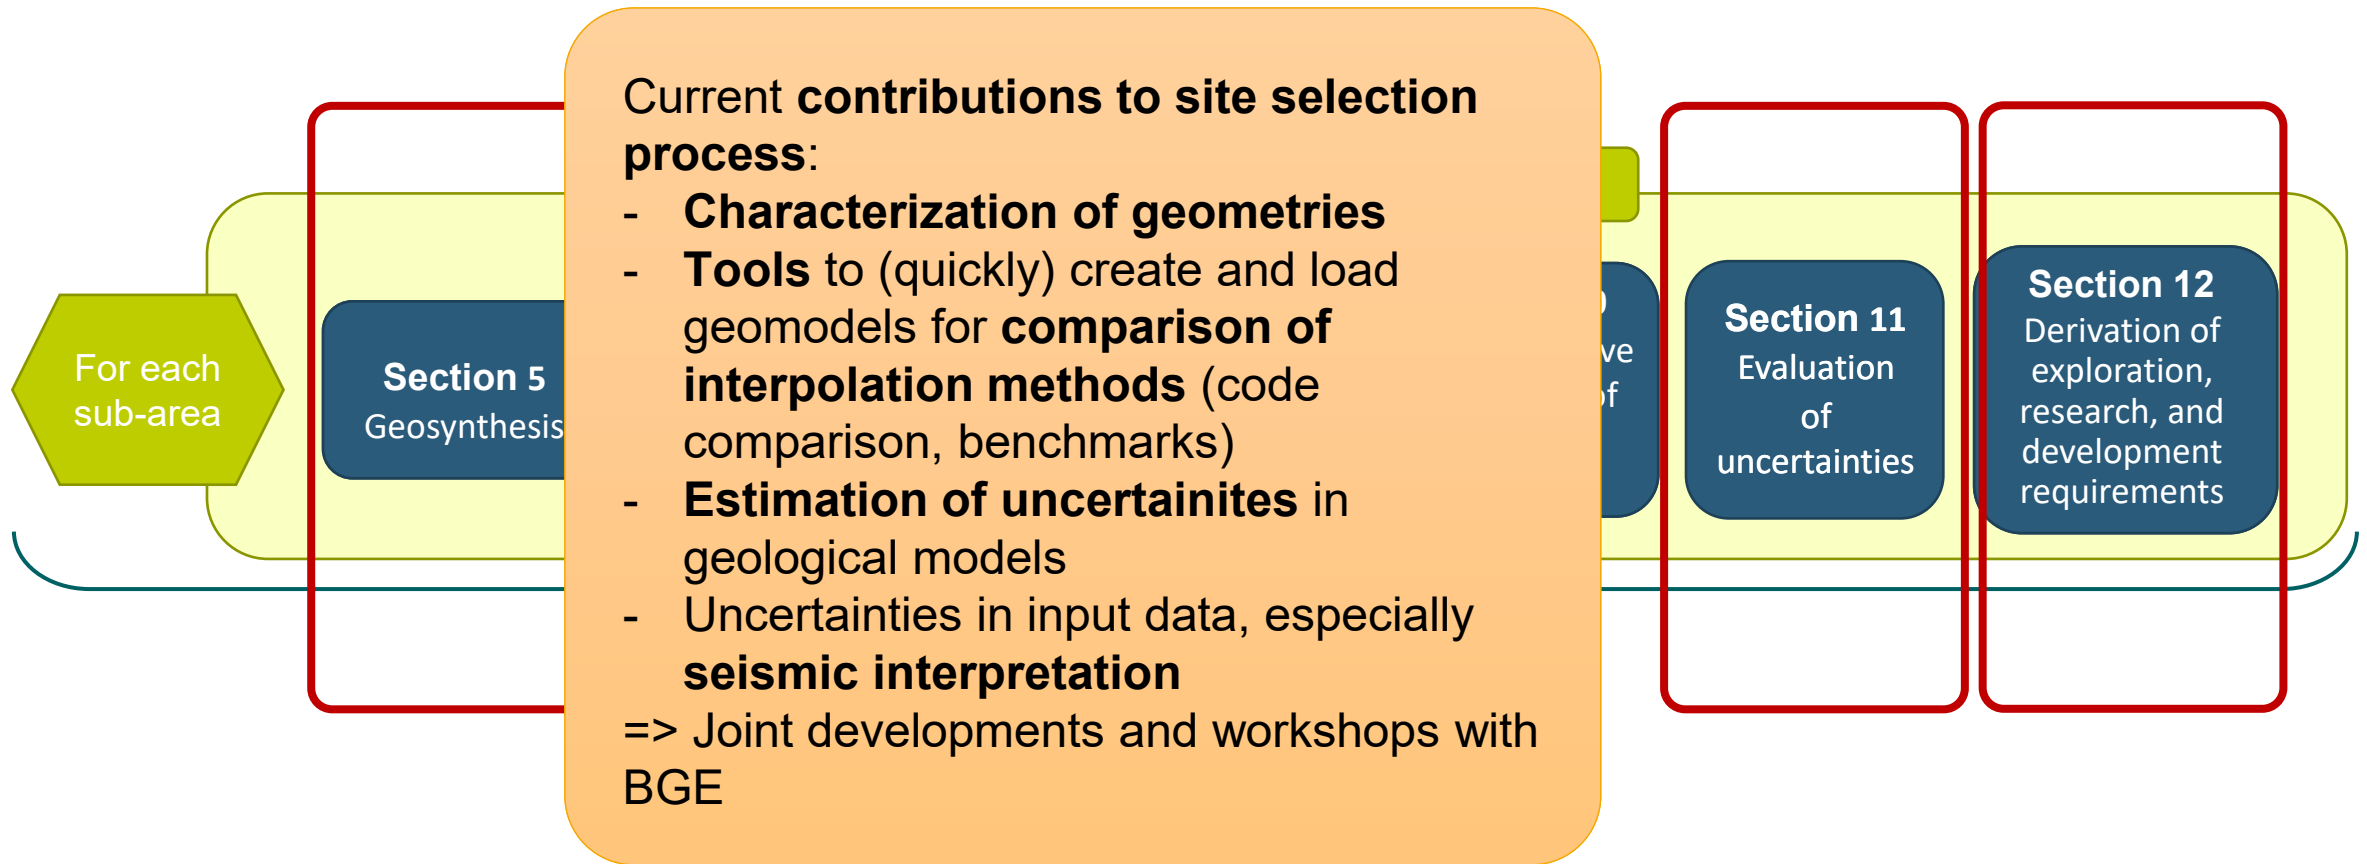 For each
sub-area
Section 5
Geosynthesis
Current contributions to site selection
process:
- Characterization of geometries
- Tools to (quickly) create and load
geomodels for comparison of
interpolation methods (code
comparison, benchmarks)
- Estimation of uncertainites in
geological models
- Uncertainties in input data, especially
seismic interpretation
=> Joint developments and workshops with
BGE
Section 11
Evaluation
of
uncertainties
Section 12
Derivation of
exploration,
research, and
development
requirements